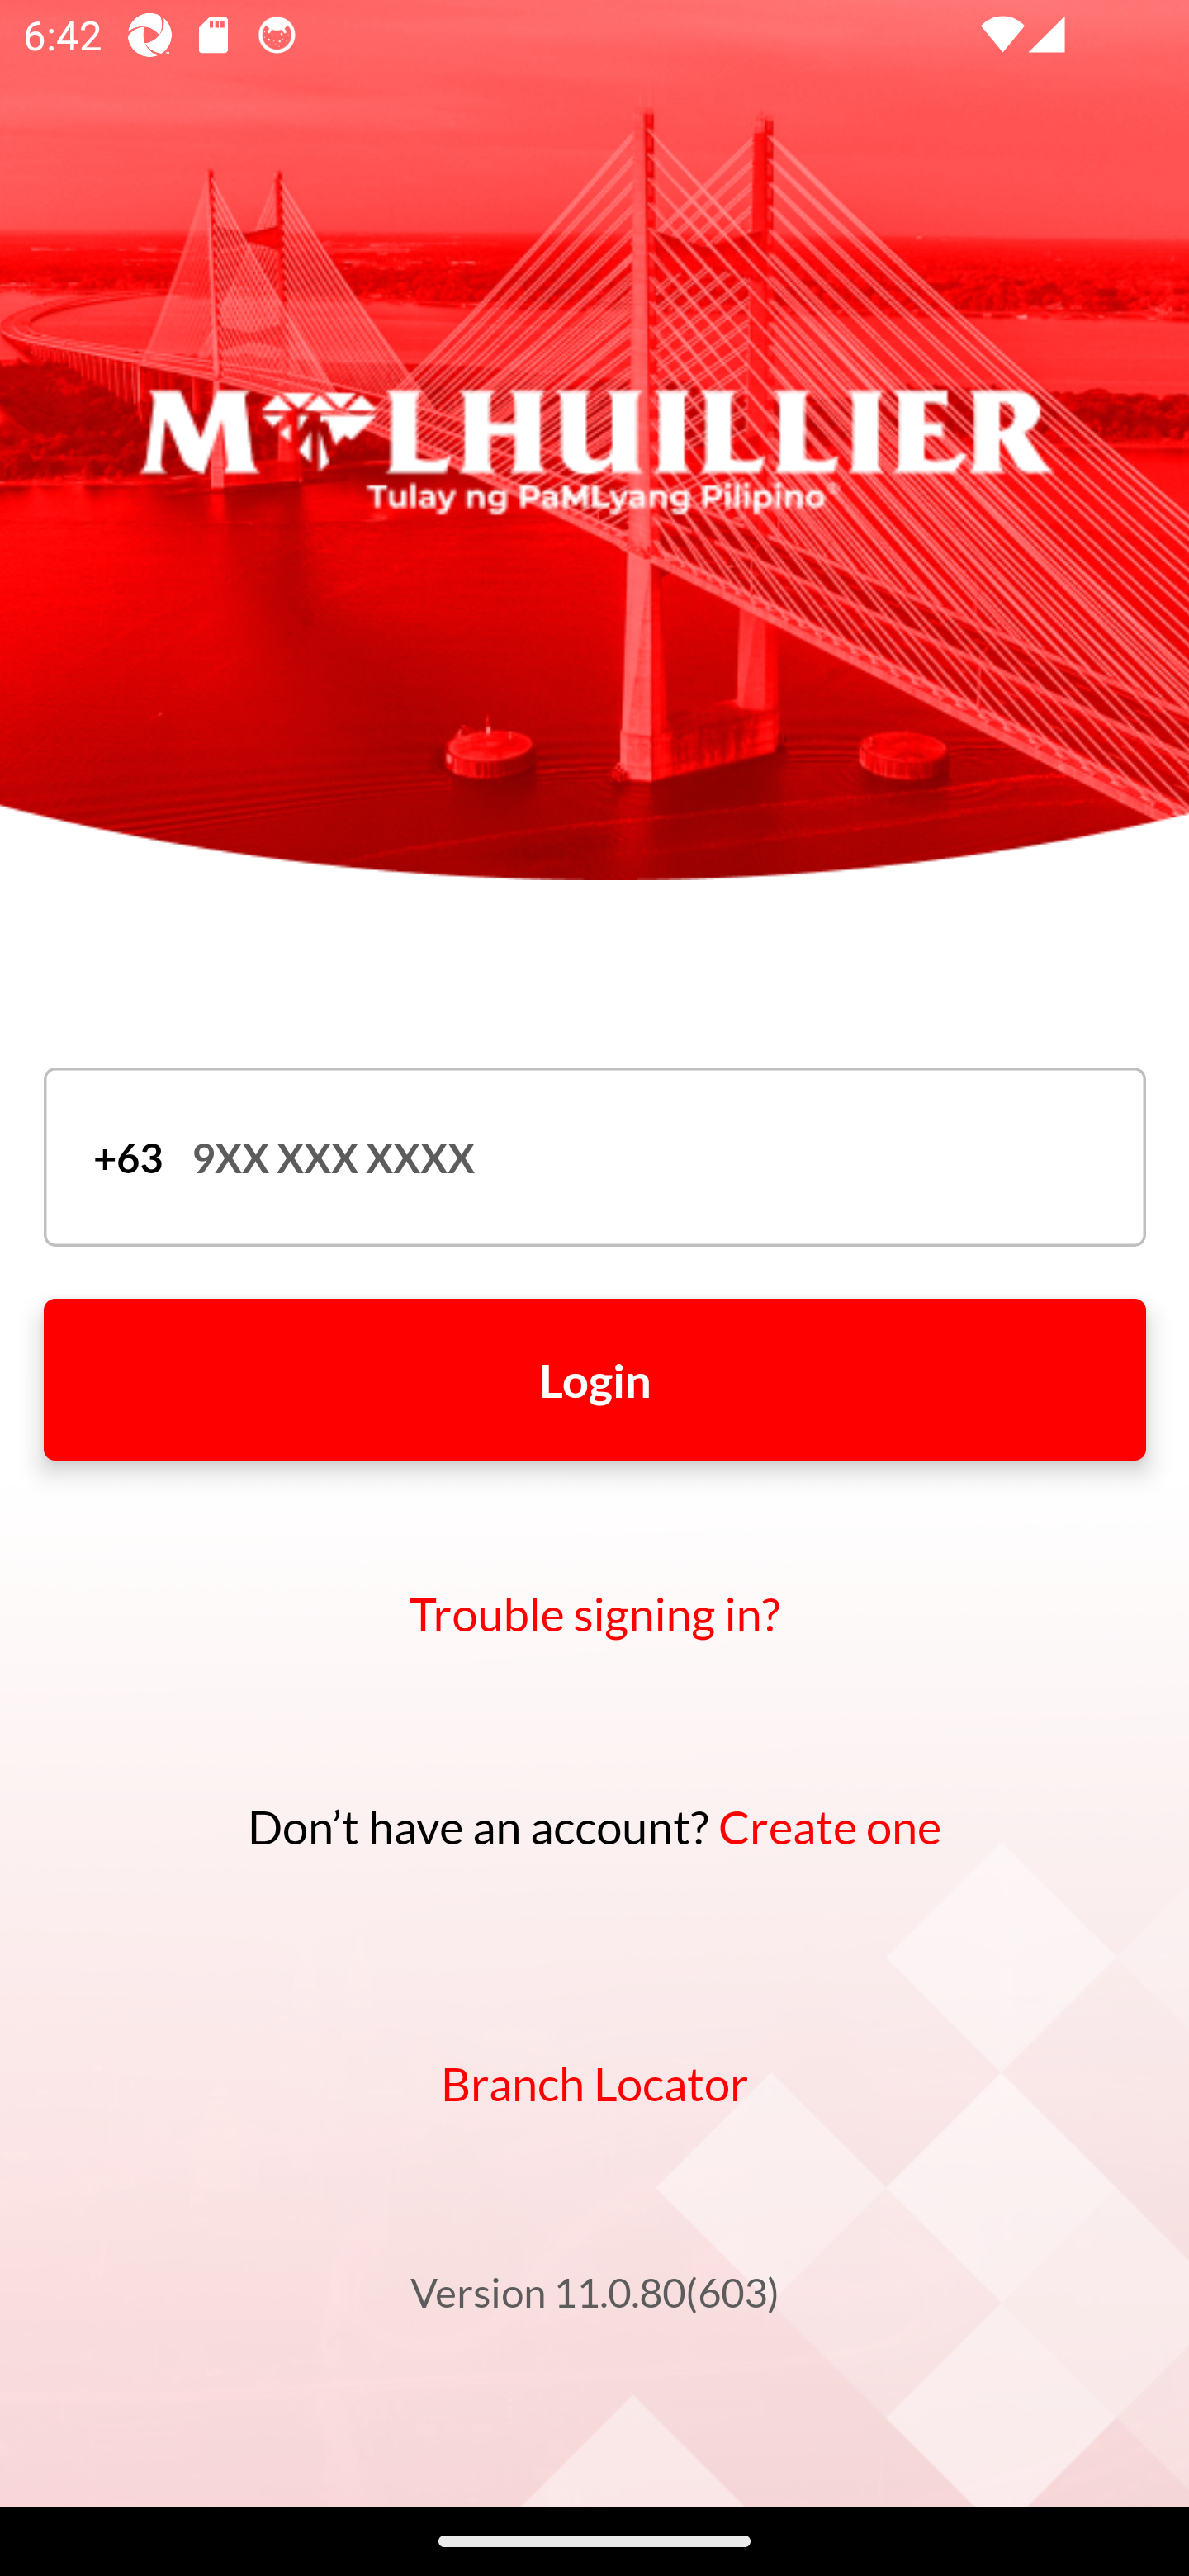 6:42
M LHUILLIER
Tulay ng PaMLyang Pilipino
+63 9XX XXX XXXX
Login
Trouble signing in?
Don’t have an account? Create one
Branch Locator
Version 11.0.80(603)